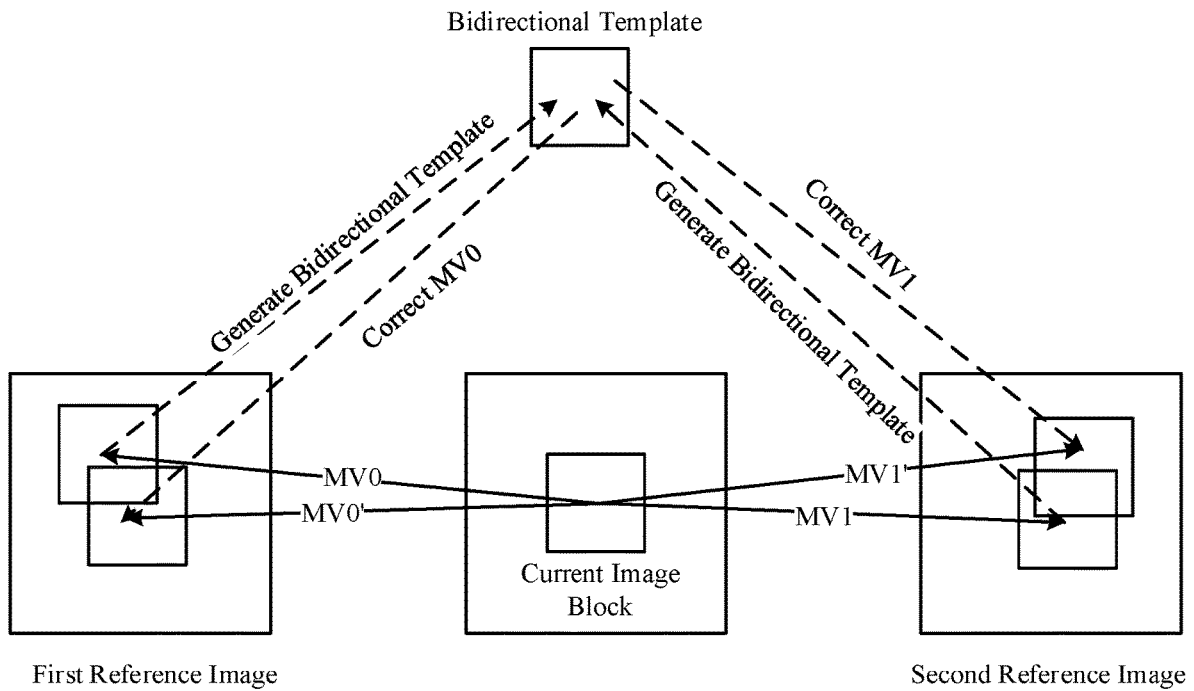 Bidirectional Template
Generate Bidirectional Template
Correct MV0
Generate Bidirectional Template
Correct MV1
MV0
MV0'
MV1'
MV1
Current Image
Block
First Reference Image
Second Reference Image